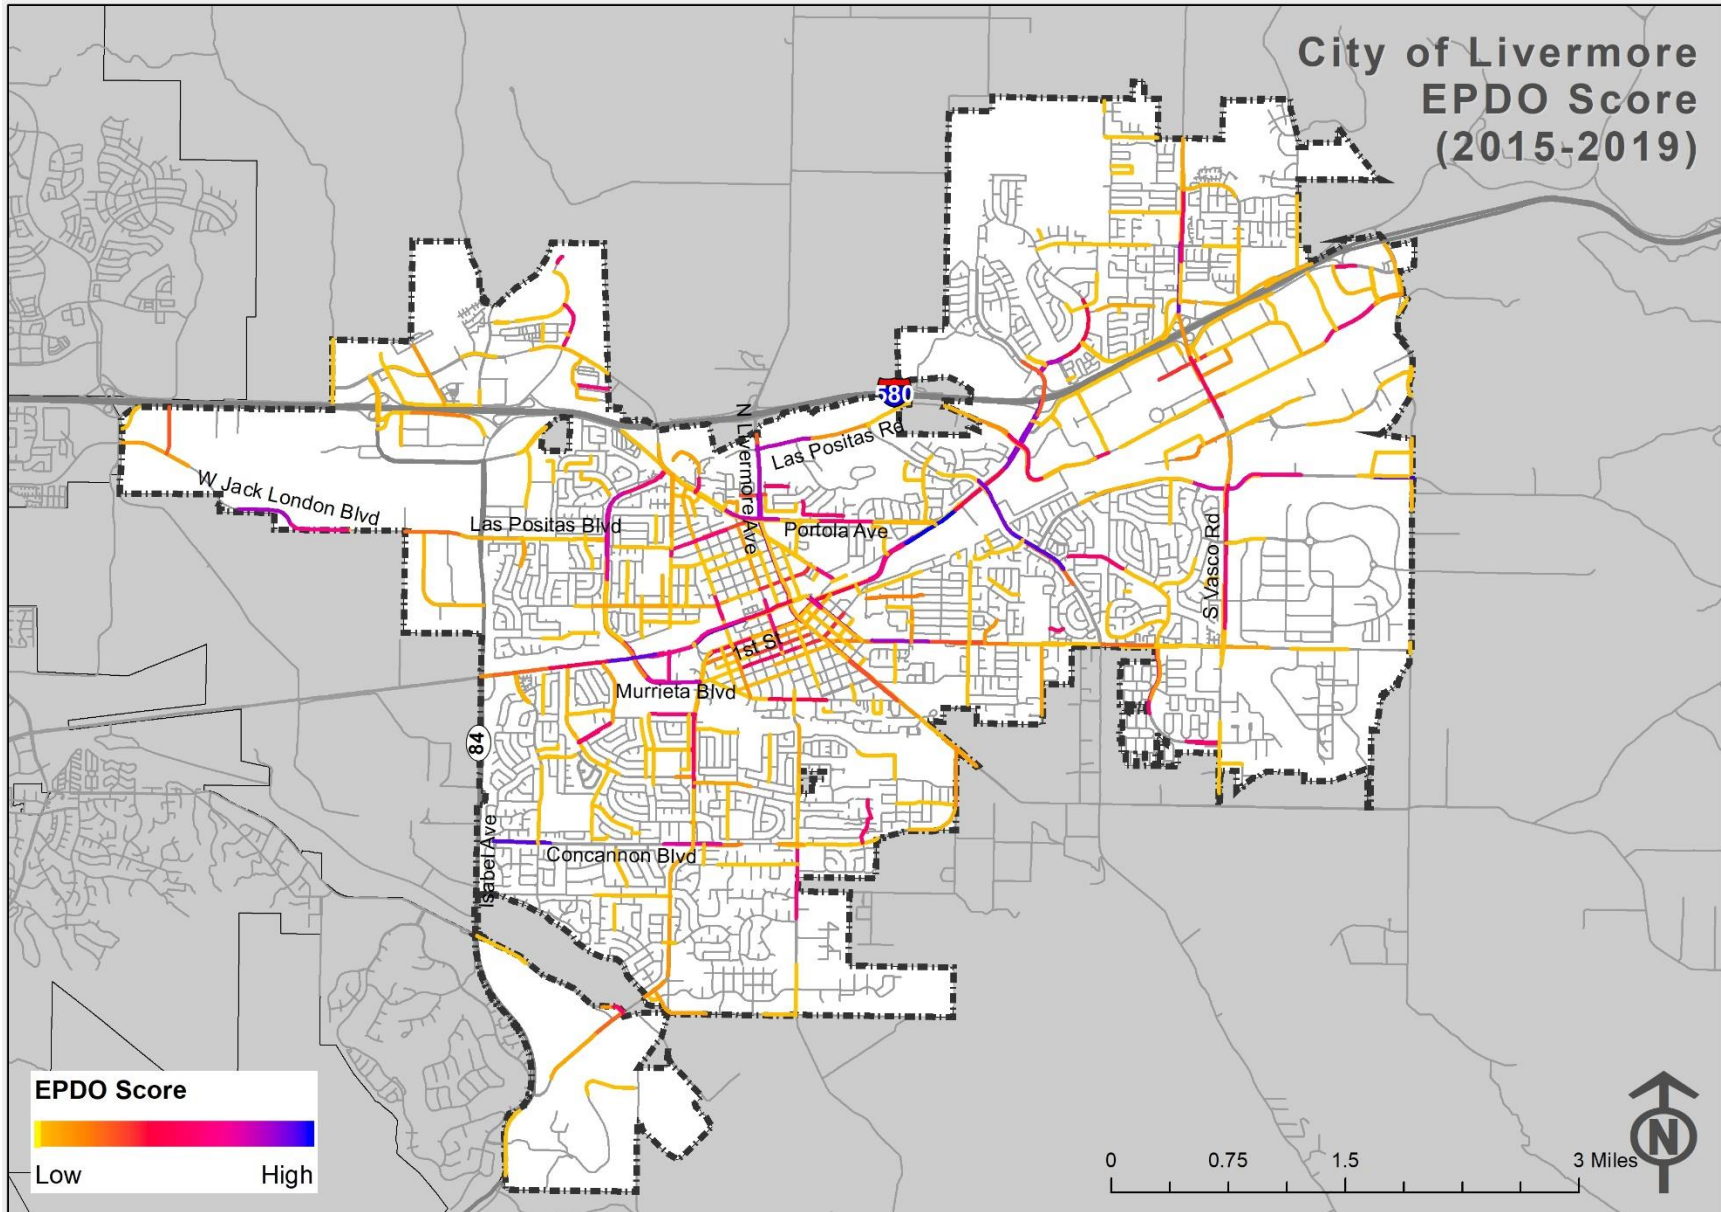 City of Livermore
EPDO Score
(2015-2019)
580
N Livermore Ave
Las Positas Rd
W Jack London Blvd
Las Positas Blvd
Portola Ave
S Vasco Rd
1st St
Murrieta Blvd
84
Isabel Ave
Concannon Blvd
EPDO Score
Low High
0 0.75 1.5 3 Miles
N